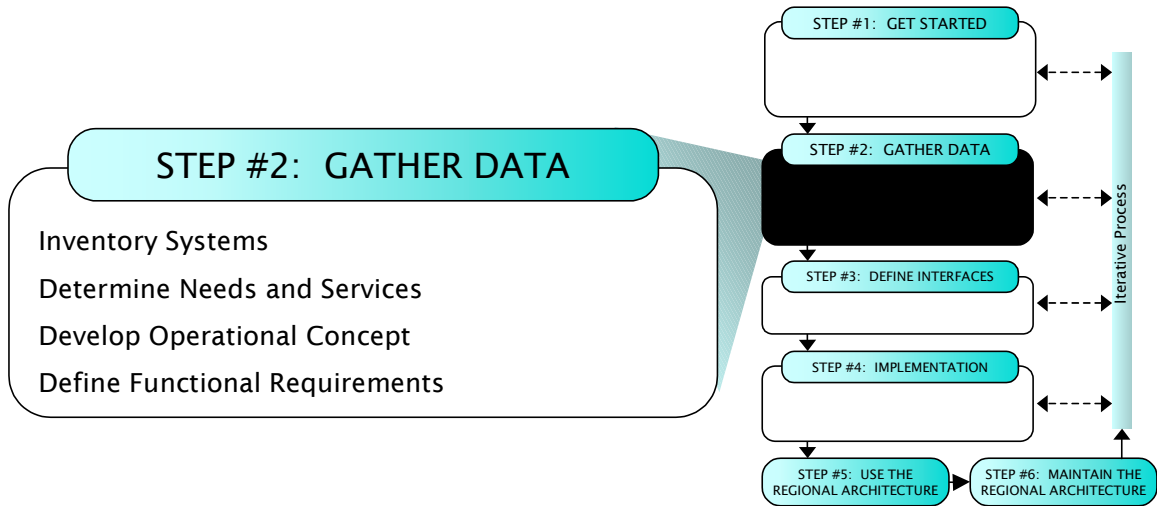 STEP #2:  GATHER DATA
Inventory Systems
Determine Needs and Services
Develop Operational Concept
Define Functional Requirements
STEP #1:  GET STARTED
STEP #2:  GATHER DATA
STEP #3:  DEFINE INTERFACES
STEP #4:  IMPLEMENTATION
STEP #5:  USE THE
REGIONAL ARCHITECTURE
STEP #6:  MAINTAIN THE
REGIONAL ARCHITECTURE
Iterative Process